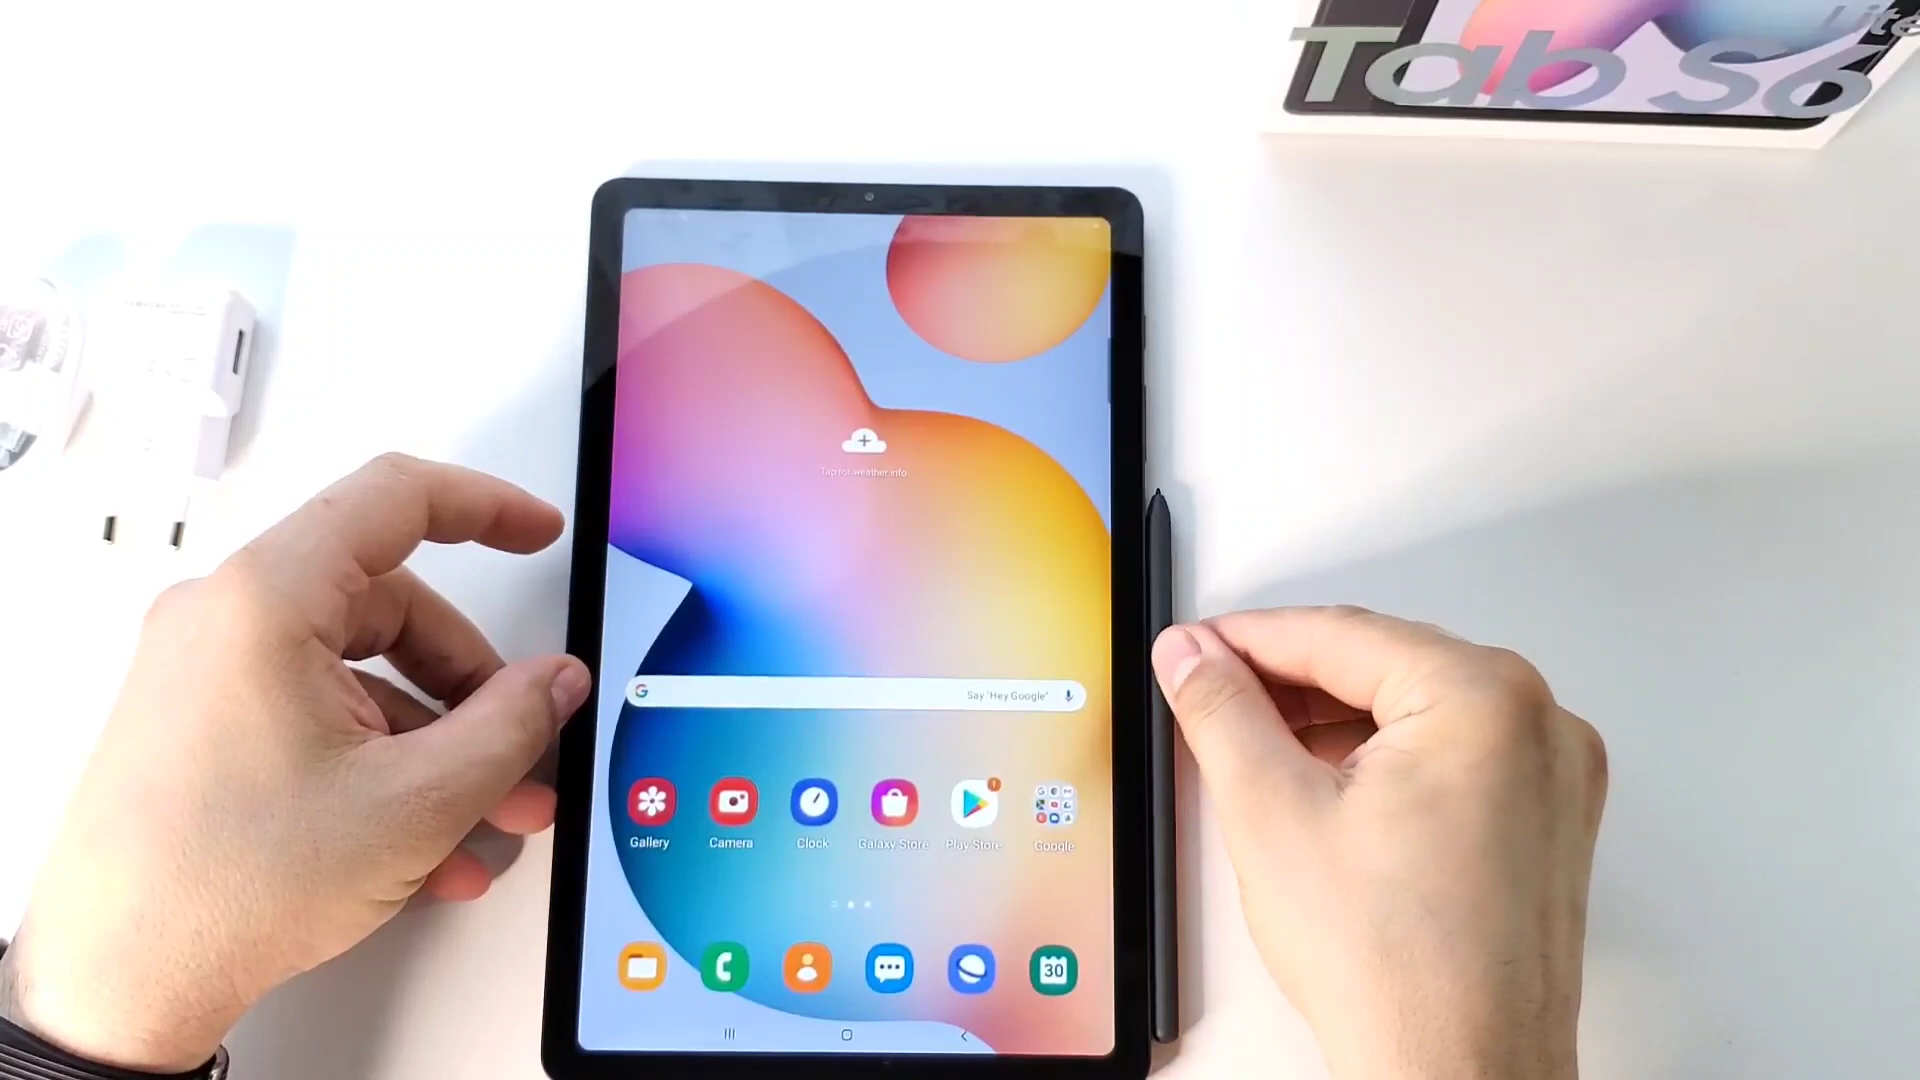 Lite
Tab S6
Tap for weather info
Say "Hey Google"
Gallery
Camera
Clock
Galaxy Store
Play Store
Google
30